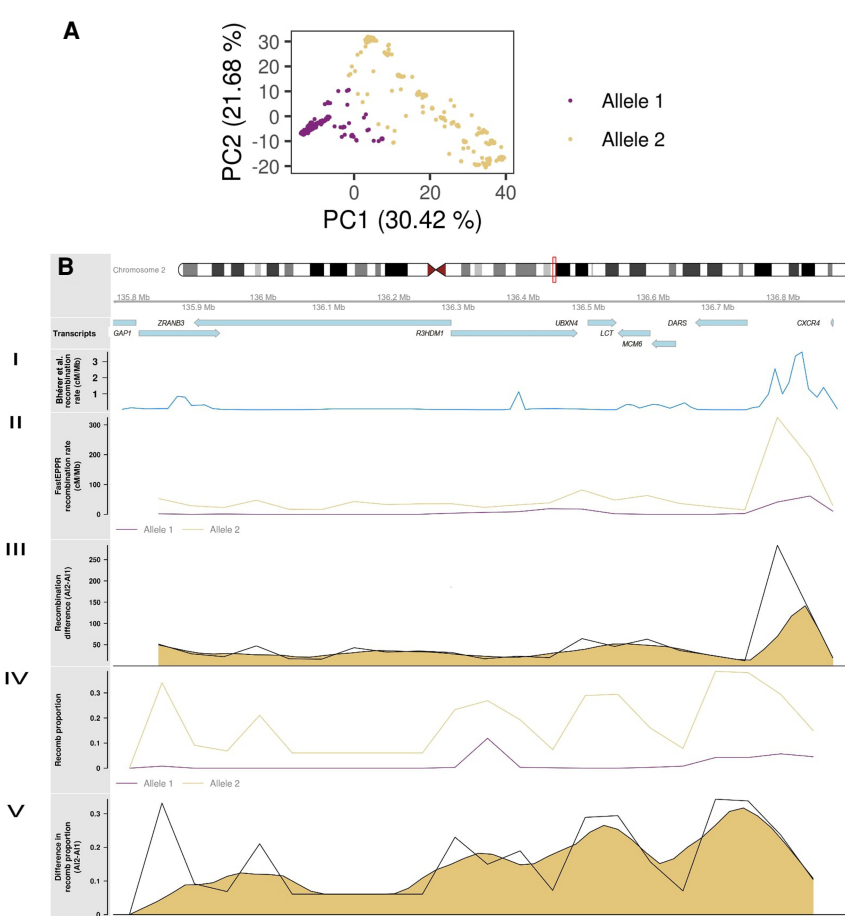 A
PC2 (21.68 %)
30
20
10
0
-10
-20
0 20 40
PC1 (30.42 %)
Allele 1
Allele 2
B
Chromosome 2
135.8 Mb 136 Mb 136.2 Mb 136.4 Mb 136.6 Mb 136.8 Mb
135.9 Mb 136.1 Mb 136.3 Mb 136.5 Mb 136.7 Mb
Transcripts
ZRANB3 UBXN4 DARS CXCR4
GAP1 R3HDM1 LCT
MCM6
I
Bhérer et al.
recombination
rate (cM/Mb)
3
2
1
II
FastEPPR
recombination rate
(cM/Mb)
300
200
100
0
Allele 1 Allele 2
III
Recombination
difference (Al2-Al1)
250
200
150
100
50
IV
Recomb proportion
0.3
0.2
0.1
0
Allele 1 Allele 2
V
Difference in
recomb proportion
(Al2-Al1)
0.3
0.2
0.1
0